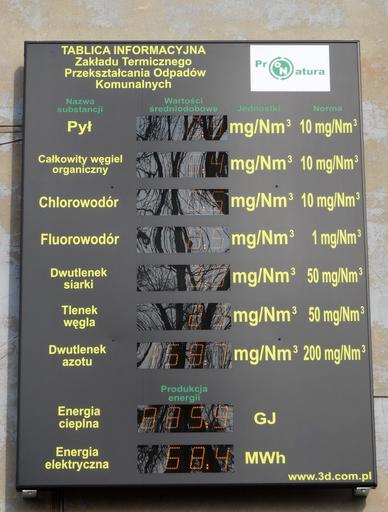 TABLICA INFORMACYJNA
Zakładu Termicznego
Przekształcania Odpadów
Komunalnych
Pr oN atura
Nazwa substancji Wartości średniodobowe Jednostki Norma
Pył mg/Nm³ 10 mg/Nm³
Całkowity węgiel organiczny mg/Nm³ 10 mg/Nm³
Chlorowodór mg/Nm³ 10 mg/Nm³
Fluorowodór mg/Nm³ 1 mg/Nm³
Dwutlenek siarki mg/Nm³ 50 mg/Nm³
Tlenek węgla mg/Nm³ 50 mg/Nm³
Dwutlenek azotu mg/Nm³ 200 mg/Nm³
Produkcja energii
Energia cieplna GJ
Energia elektryczna 68.4 MWh
www.3d.com.pl